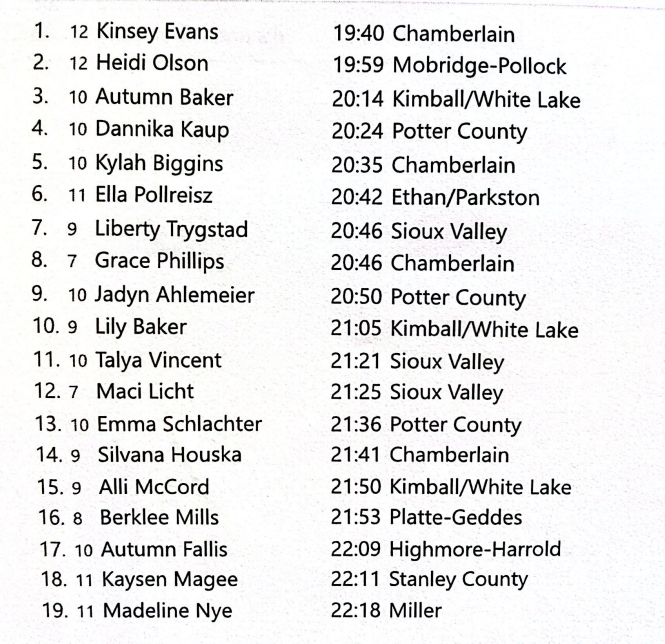 1. 12 Kinsey Evans 19:40 Chamberlain
2. 12 Heidi Olson 19:59 Mobridge-Pollock
3. 10 Autumn Baker 20:14 Kimball/White Lake
4. 10 Dannika Kaup 20:24 Potter County
5. 10 Kylah Biggins 20:35 Chamberlain
6. 11 Ella Pollreisz 20:42 Ethan/Parkston
7. 9 Liberty Trygstad 20:46 Sioux Valley
8. 7 Grace Phillips 20:46 Chamberlain
9. 10 Jadyn Ahlemeier 20:50 Potter County
10. 9 Lily Baker 21:05 Kimball/White Lake
11. 10 Talya Vincent 21:21 Sioux Valley
12. 7 Maci Licht 21:25 Sioux Valley
13. 10 Emma Schlachter 21:36 Potter County
14. 9 Silvana Houska 21:41 Chamberlain
15. 9 Alli McCord 21:50 Kimball/White Lake
16. 8 Berklee Mills 21:53 Platte-Geddes
17. 10 Autumn Fallis 22:09 Highmore-Harrold
18. 11 Kaysen Magee 22:11 Stanley County
19. 11 Madeline Nye 22:18 Miller